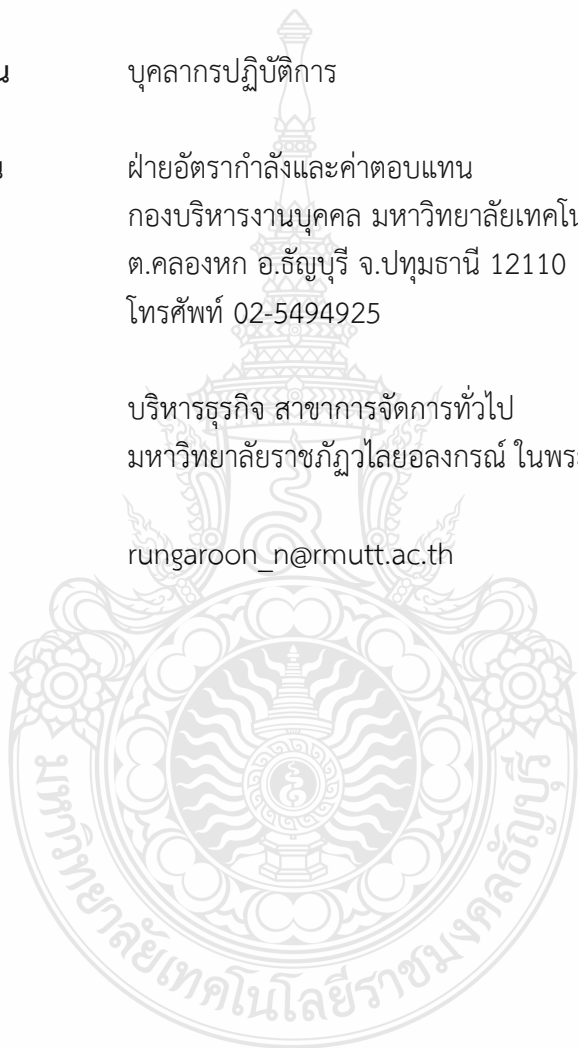 บุคลากรปฏิบัติการ
ฝ่ายอัตรากำลังและค่าตอบแทน
กองบริหารงานบุคคล มหาวิทยาลัยเทคโน
ต.คลองหก อ.ธัญบุรี จ.ปทุมธานี 12110
โทรศัพท์ 02-5494925
บริหารธุรกิจ สาขาการจัดการทั่วไป
มหาวิทยาลัยราชภัฏวไลยอลงกรณ์ ในพระ
rungaroon_n@rmutt.ac.th
มหาวิทยาลัยเทคโนโลยีราชมงคลธัญบุรี